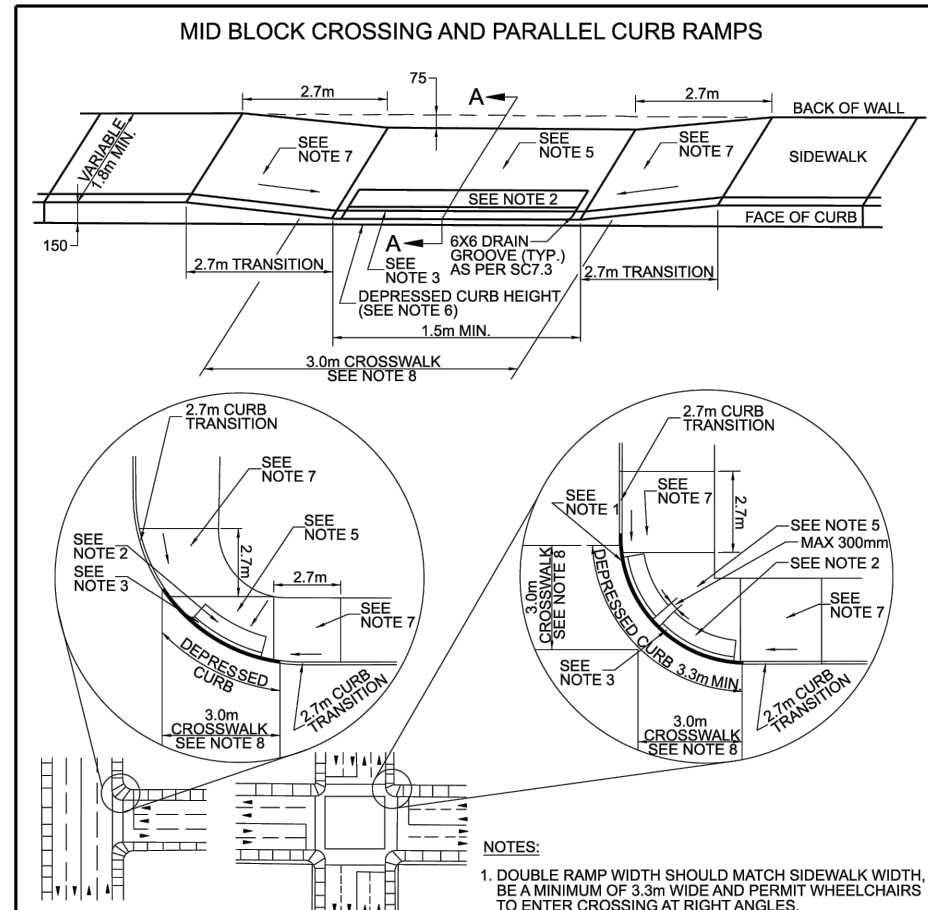 MID BLOCK CROSSING AND PARALLEL CURB RAMPS
75
2.7m
A
2.7m
BACK OF WALL
VARIABLE
1.8m MIN.
SEE
NOTE 7
SEE
NOTE 5
SEE
NOTE 7
SIDEWALK
SEE NOTE 2
FACE OF CURB
150
A
SEE
NOTE 3
6X6 DRAIN
GROOVE (TYP.)
AS PER SC7.3
2.7m TRANSITION
2.7m TRANSITION
DEPRESSED CURB HEIGHT
(SEE NOTE 6)
1.5m MIN.
3.0m CROSSWALK
SEE NOTE 8
2.7m CURB
TRANSITION
SEE
NOTE 7
SEE
NOTE 5
SEE
NOTE 2
SEE
NOTE 3
2.7m
2.7m
SEE
NOTE 7
DEPRESSED
CURB
2.7m CURB
TRANSITION
3.0m
CROSSWALK
SEE NOTE 8
2.7m CURB
TRANSITION
SEE
NOTE 1
SEE
NOTE 7
2.7m
SEE NOTE 5
MAX 300mm
SEE NOTE 2
3.0m
CROSSWALK
SEE NOTE 8
DEPRESSED CURB 3.3m MIN.
SEE
NOTE 7
SEE
NOTE 3
2.7m CURB
TRANSITION
3.0m
CROSSWALK
SEE NOTE 8
NOTES:
1. DOUBLE RAMP WIDTH SHOULD MATCH SIDEWALK WIDTH,
BE A MINIMUM OF 3.3m WIDE AND PERMIT WHEELCHAIRS
TO ENTER CROSSING AT RIGHT ANGLES.